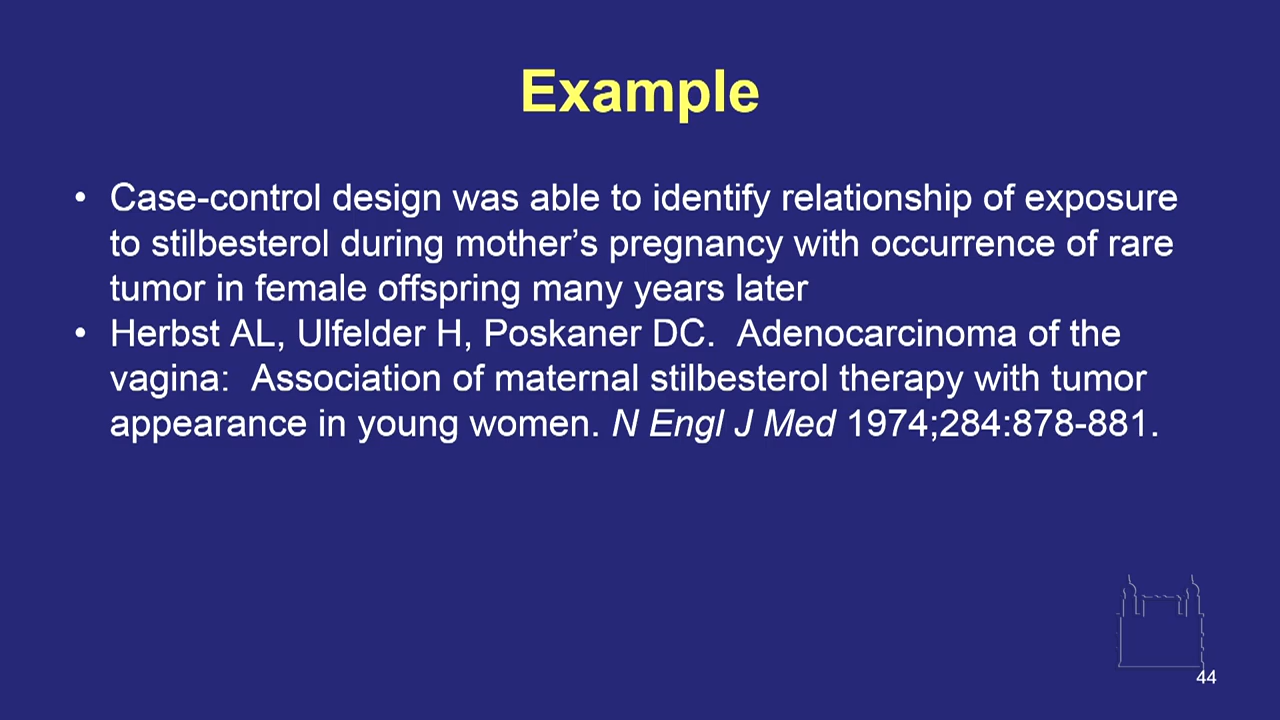 Example
• Case-control design was able to identify relationship of exposure
to stilbesterol during mother’s pregnancy with occurrence of rare
tumor in female offspring many years later
• Herbst AL, Ulfelder H, Poskaner DC.  Adenocarcinoma of the
vagina:  Association of maternal stilbesterol therapy with tumor
appearance in young women. N Engl J Med 1974;284:878-881.
44